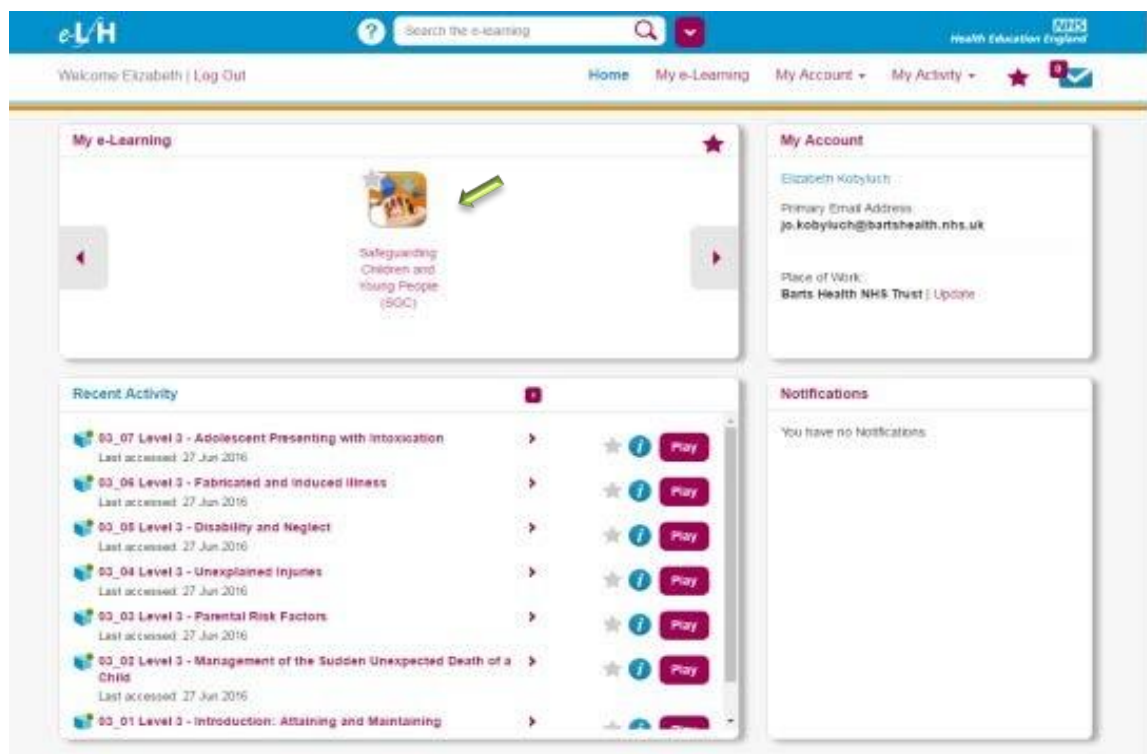 e-LfH
?
Search the e-learning
NHS
Health Education England
Welcome Elizabeth | Log Out
Home
My e-Learning
My Account
My Activity
0
My e-Learning
Safeguarding
Children and
Young People
(SGC)
My Account
Elizabeth Kobyluch
Primary Email Address:
jo.kobyluch@bartshealth.nhs.uk
Place of Work:
Barts Health NHS Trust | Update
Recent Activity
03_07 Level 3 - Adolescent Presenting with Intoxication
Last accessed: 27 Jun 2016
i
Play
03_06 Level 3 - Fabricated and Induced Illness
Last accessed: 27 Jun 2016
i
Play
03_05 Level 3 - Disability and Neglect
Last accessed: 27 Jun 2016
i
Play
03_04 Level 3 - Unexplained Injuries
Last accessed: 27 Jun 2016
i
Play
03_03 Level 3 - Parental Risk Factors
Last accessed: 27 Jun 2016
i
Play
03_02 Level 3 - Management of the Sudden Unexpected Death of a
Child
Last accessed: 27 Jun 2016
i
Play
03_01 Level 3 - Introduction: Attaining and Maintaining
Notifications
You have no Notifications